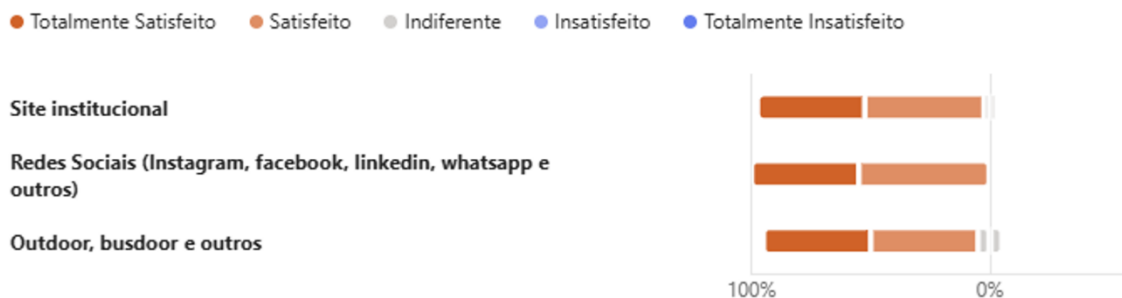 Totalmente Satisfeito Satisfeito Indiferente Insatisfeito Totalmente Insatisfeito
Site institucional
Redes Sociais (Instagram, facebook, linkedin, whatsapp e
outros)
Outdoor, busdoor e outros
100% 0%